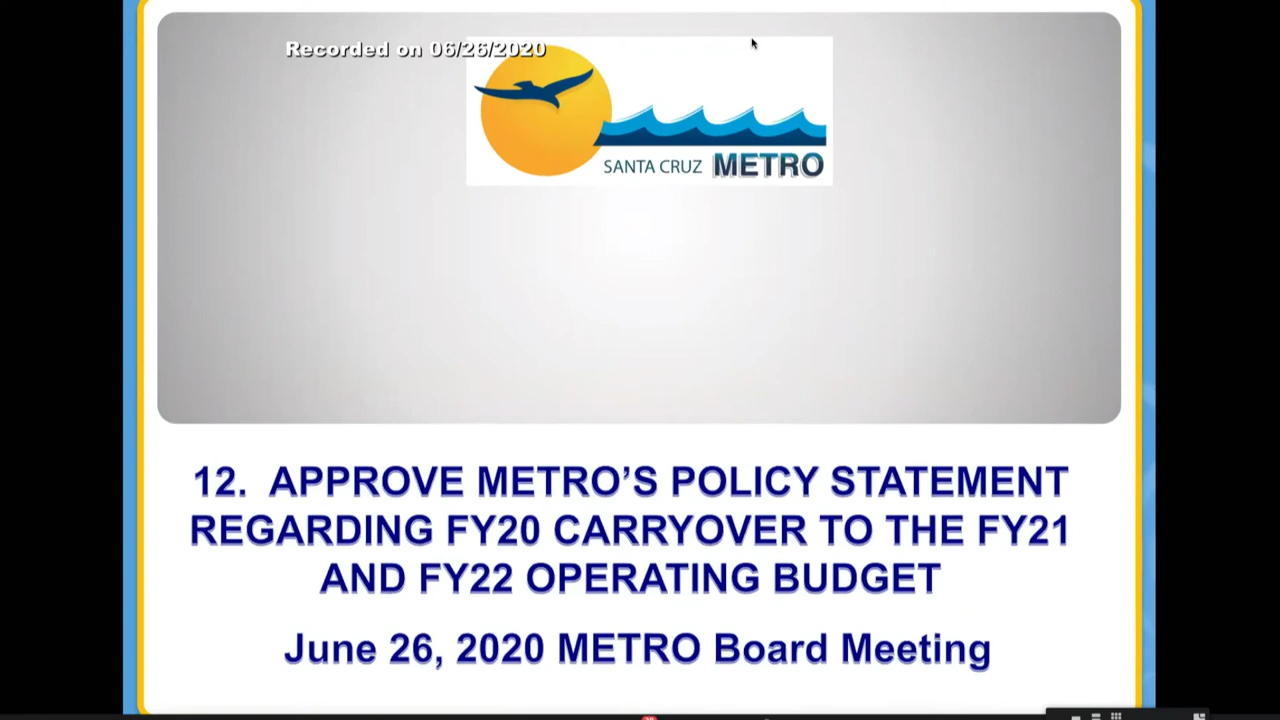 Recorded on 06/26/2020
SANTA CRUZ METRO
12. APPROVE METRO’S POLICY STATEMENT
REGARDING FY20 CARRYOVER TO THE FY21
AND FY22 OPERATING BUDGET
June 26, 2020 METRO Board Meeting